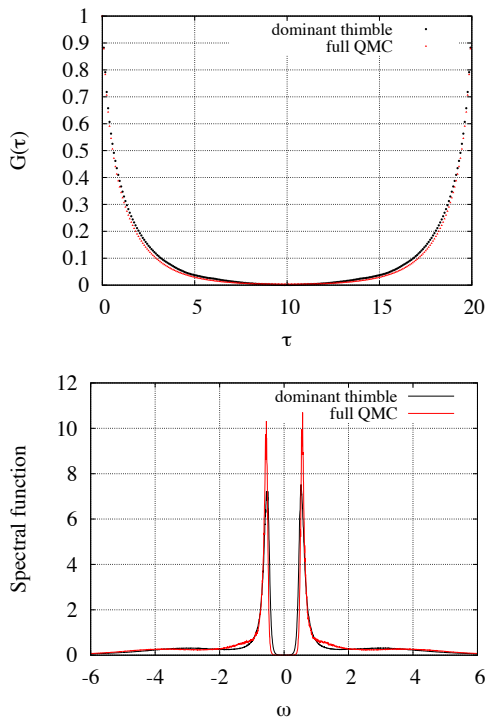 1
0.9
0.8
0.7
0.6
0.5
0.4
0.3
0.2
0.1
0
G(τ)
dominant thimble
full QMC
0 5 10 15 20
τ
12
10
8
6
4
2
0
Spectral function
dominant thimble
full QMC
-6 -4 -2 0 2 4 6
ω